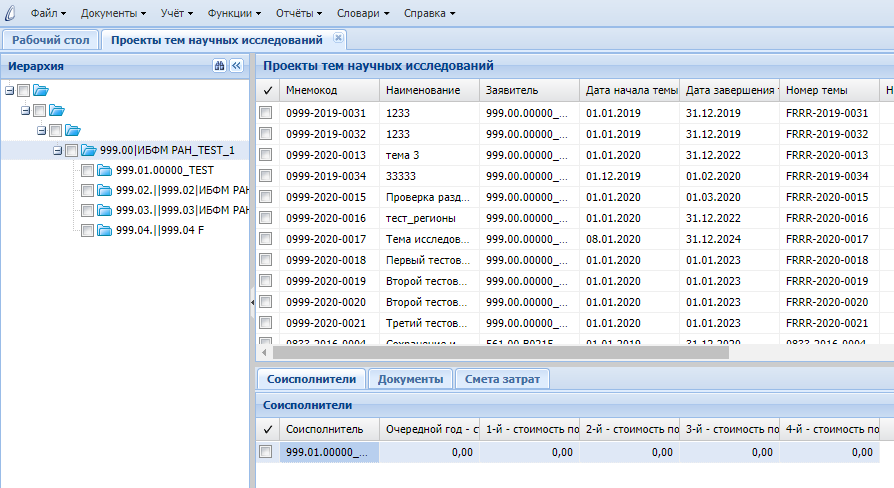 Файл Документы Учёт Функции Отчёты Словари Справка
Рабочий стол Проекты тем научных исследований
Иерархия
999.00|ИБФМ РАН_TEST_1
999.01.00000_TEST
999.02.||999.02|ИБФМ РАН
999.03.||999.03|ИБФМ РАН
999.04.||999.04 F
Проекты тем научных исследований
Мнемокод Наименование Заявитель Дата начала темы Дата завершения т Номер темы Н
0999-2019-0031 1233 999.00.00000_... 01.01.2019 31.12.2019 FRRR-2019-0031
0999-2019-0032 1233 999.00.00000_... 01.01.2019 31.12.2019 FRRR-2019-0032
0999-2020-0013 тема 3 999.00.00000_... 01.01.2020 31.12.2022 FRRR-2020-0013
0999-2019-0034 33333 999.00.00000_... 01.12.2019 01.02.2020 FRRR-2019-0034
0999-2020-0015 Проверка разд... 999.00.00000_... 01.01.2020 01.03.2020 FRRR-2020-0015
0999-2020-0016 тест_регионы 999.00.00000_... 01.01.2020 31.12.2022 FRRR-2020-0016
0999-2020-0017 Тема исследов... 999.00.00000_... 08.01.2020 31.12.2024 FRRR-2020-0017
0999-2020-0018 Первый тестов... 999.00.00000_... 01.01.2020 01.01.2023 FRRR-2020-0018
0999-2020-0019 Второй тестов... 999.00.00000_... 01.01.2020 01.01.2023 FRRR-2020-0019
0999-2020-0020 Второй тестов... 999.00.00000_... 01.01.2020 01.01.2023 FRRR-2020-0020
0999-2020-0021 Третий тестов... 999.00.00000_... 01.01.2020 01.01.2023 FRRR-2020-0021
Соисполнители Документы Смета затрат
Соисполнители
Соисполнитель Очередной год - ст 1-й - стоимость по 2-й - стоимость по 3-й - стоимость по 4-й - стоимость по
999.01.00000_... 0,00 0,00 0,00 0,00 0,00